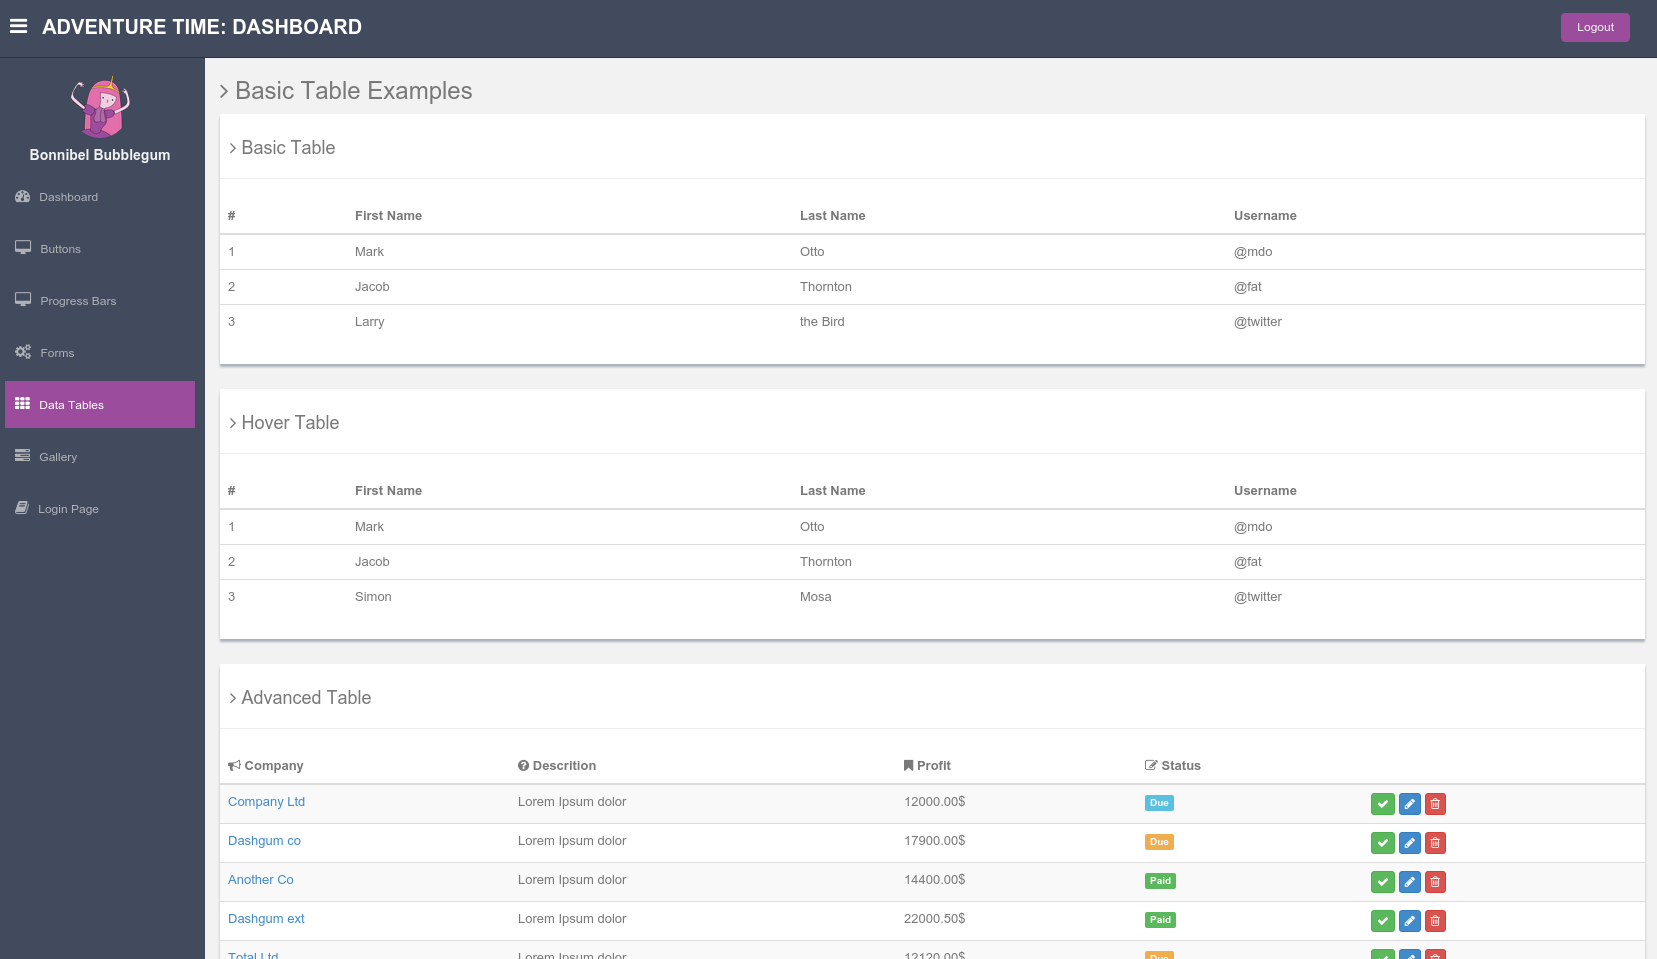 ADVENTURE TIME: DASHBOARD
Logout
Bonnibel Bubblegum
Dashboard
Buttons
Progress Bars
Forms
Data Tables
Gallery
Login Page
Basic Table Examples
Basic Table
# First Name Last Name Username
1 Mark Otto @mdo
2 Jacob Thornton @fat
3 Larry the Bird @twitter
Hover Table
# First Name Last Name Username
1 Mark Otto @mdo
2 Jacob Thornton @fat
3 Simon Mosa @twitter
Advanced Table
Company Descrition Profit Status
Company Ltd Lorem Ipsum dolor 12000.00$ Due
Dashgum co Lorem Ipsum dolor 17900.00$ Due
Another Co Lorem Ipsum dolor 14400.00$ Paid
Dashgum ext Lorem Ipsum dolor 22000.50$ Paid
Total Ltd Lorem Ipsum dolor 12120.00$ Due